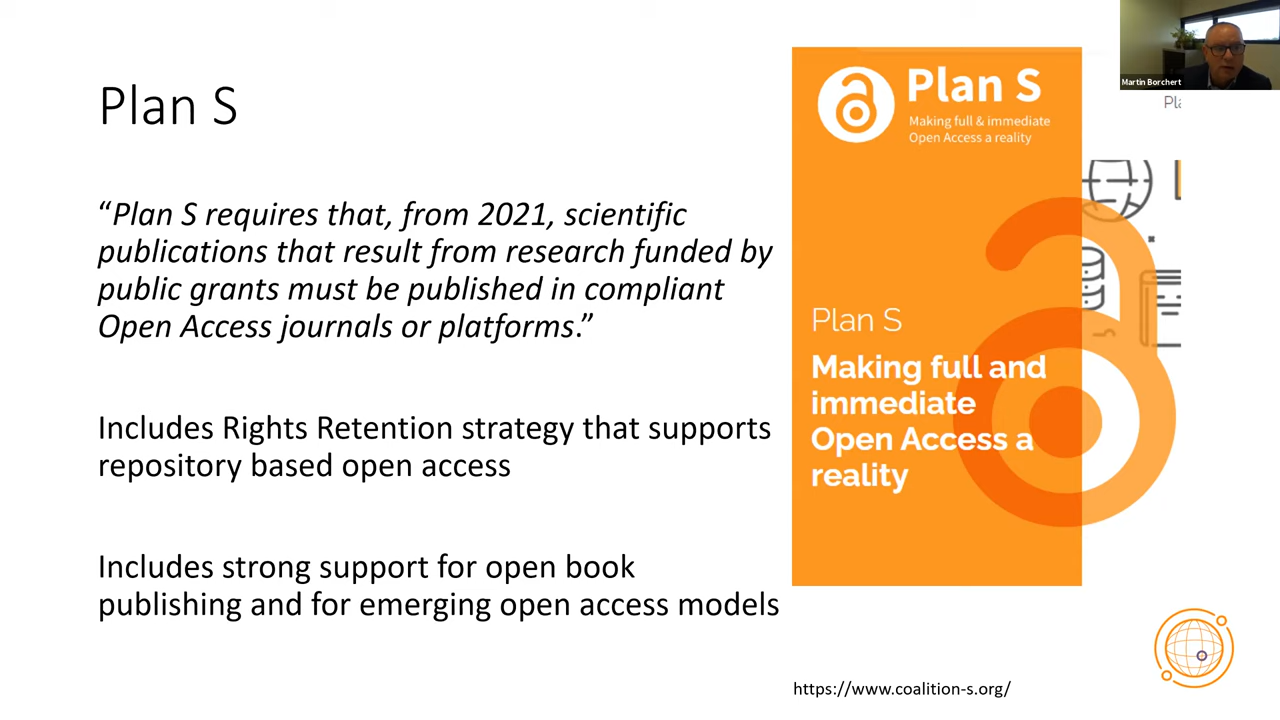 Plan S
“Plan S requires that, from 2021, scientific
publications that result from research funded by
public grants must be published in compliant
Open Access journals or platforms.”
Includes Rights Retention strategy that supports
repository based open access
Includes strong support for open book
publishing and for emerging open access models
Plan S
Making full & immediate
Open Access a reality
Plan S
Making full and
immediate
Open Access a
reality
Martin Borchert
https://www.coalition-s.org/